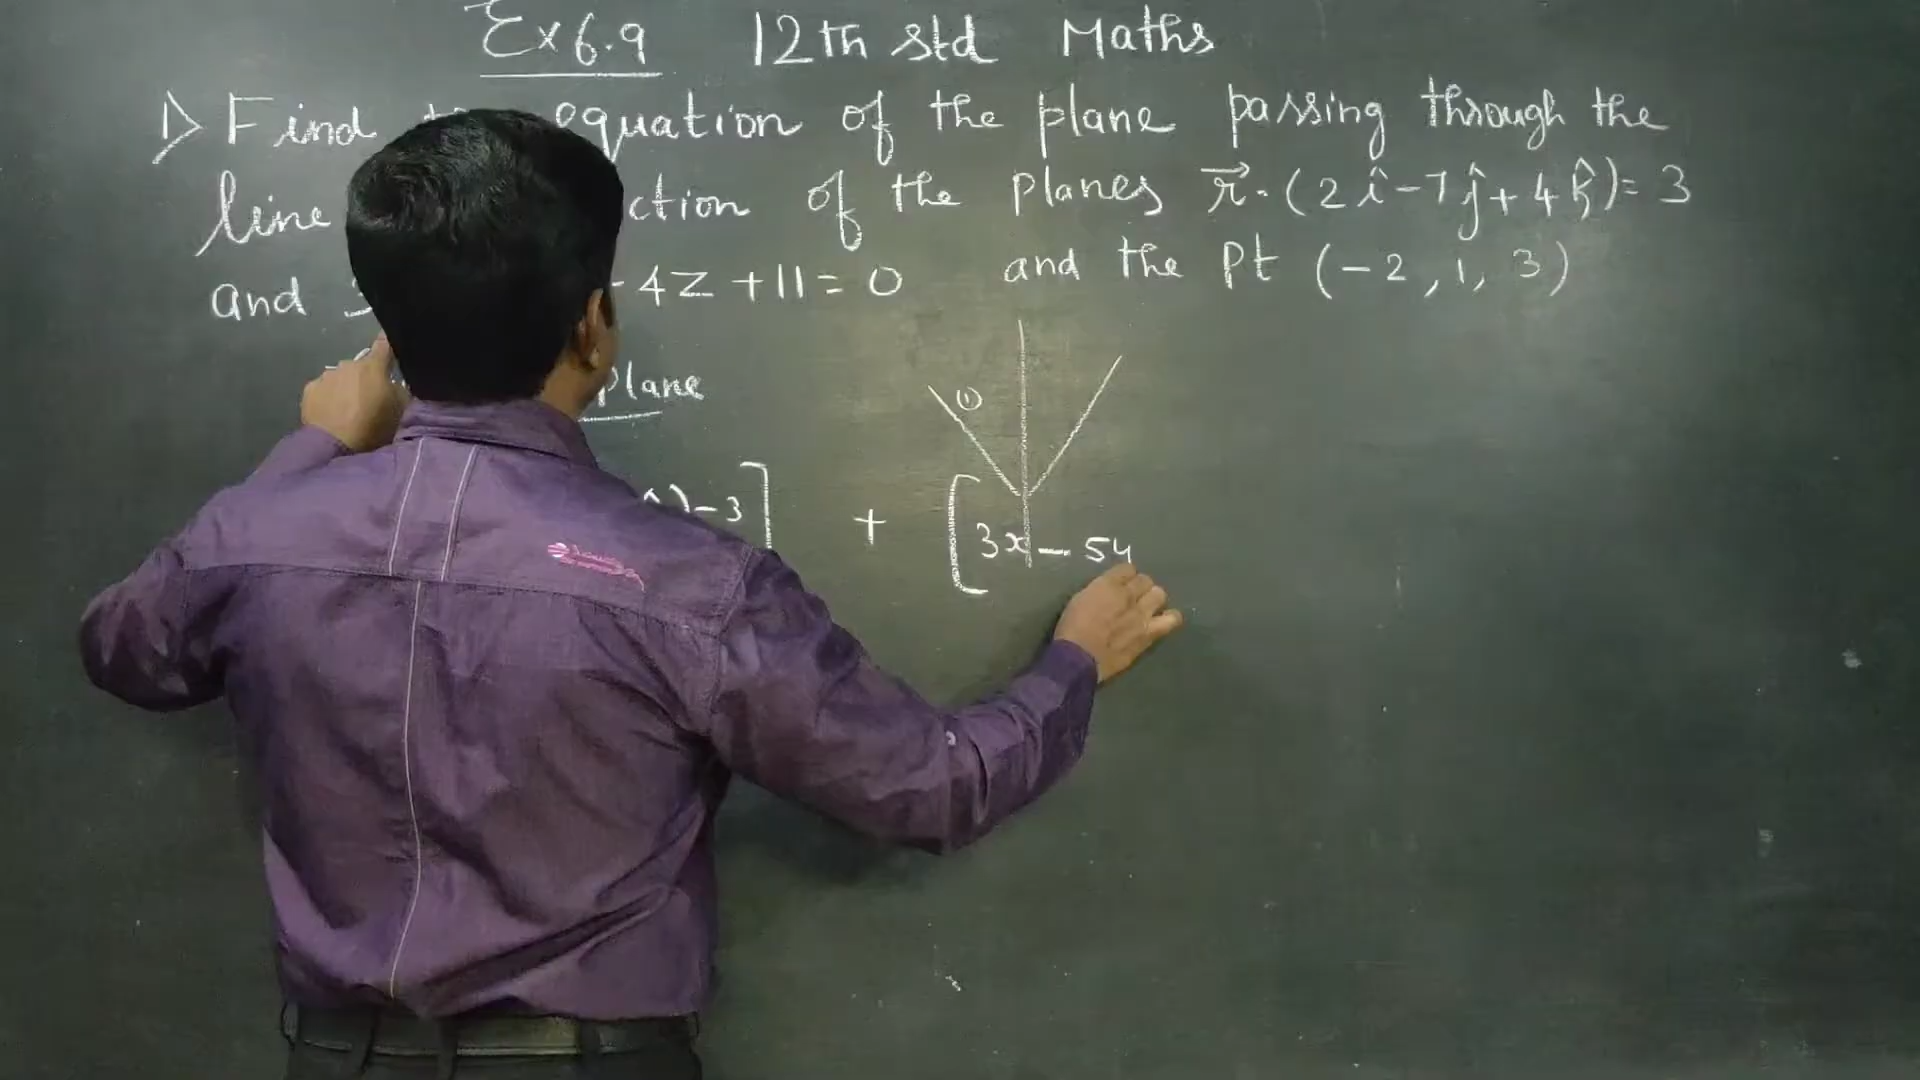 Ex 6.9 12th std Maths
1) Find equation of the plane passing through the
line ction of the planes r⃗·(2î-7ĵ+4k̂)=3
and 3 -4z+11=0 and the pt (-2,1,3)
plane
①
)-3] + [3x-5y